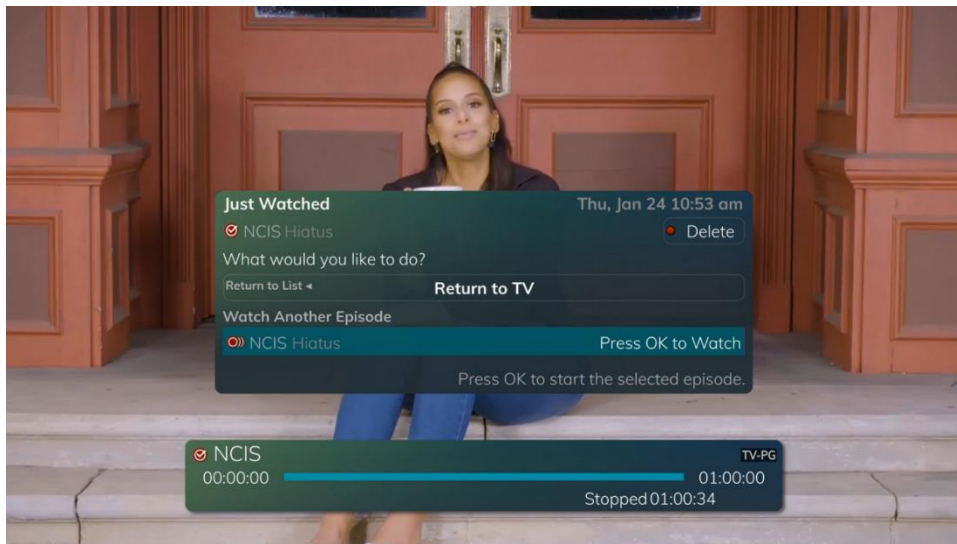 Just Watched Thu, Jan 24 10:53 am
NCIS Hiatus Delete
What would you like to do?
Return to List ◂ Return to TV
Watch Another Episode
NCIS Hiatus Press OK to Watch
Press OK to start the selected episode.
NCIS TV-PG
00:00:00 01:00:00
Stopped 01:00:34